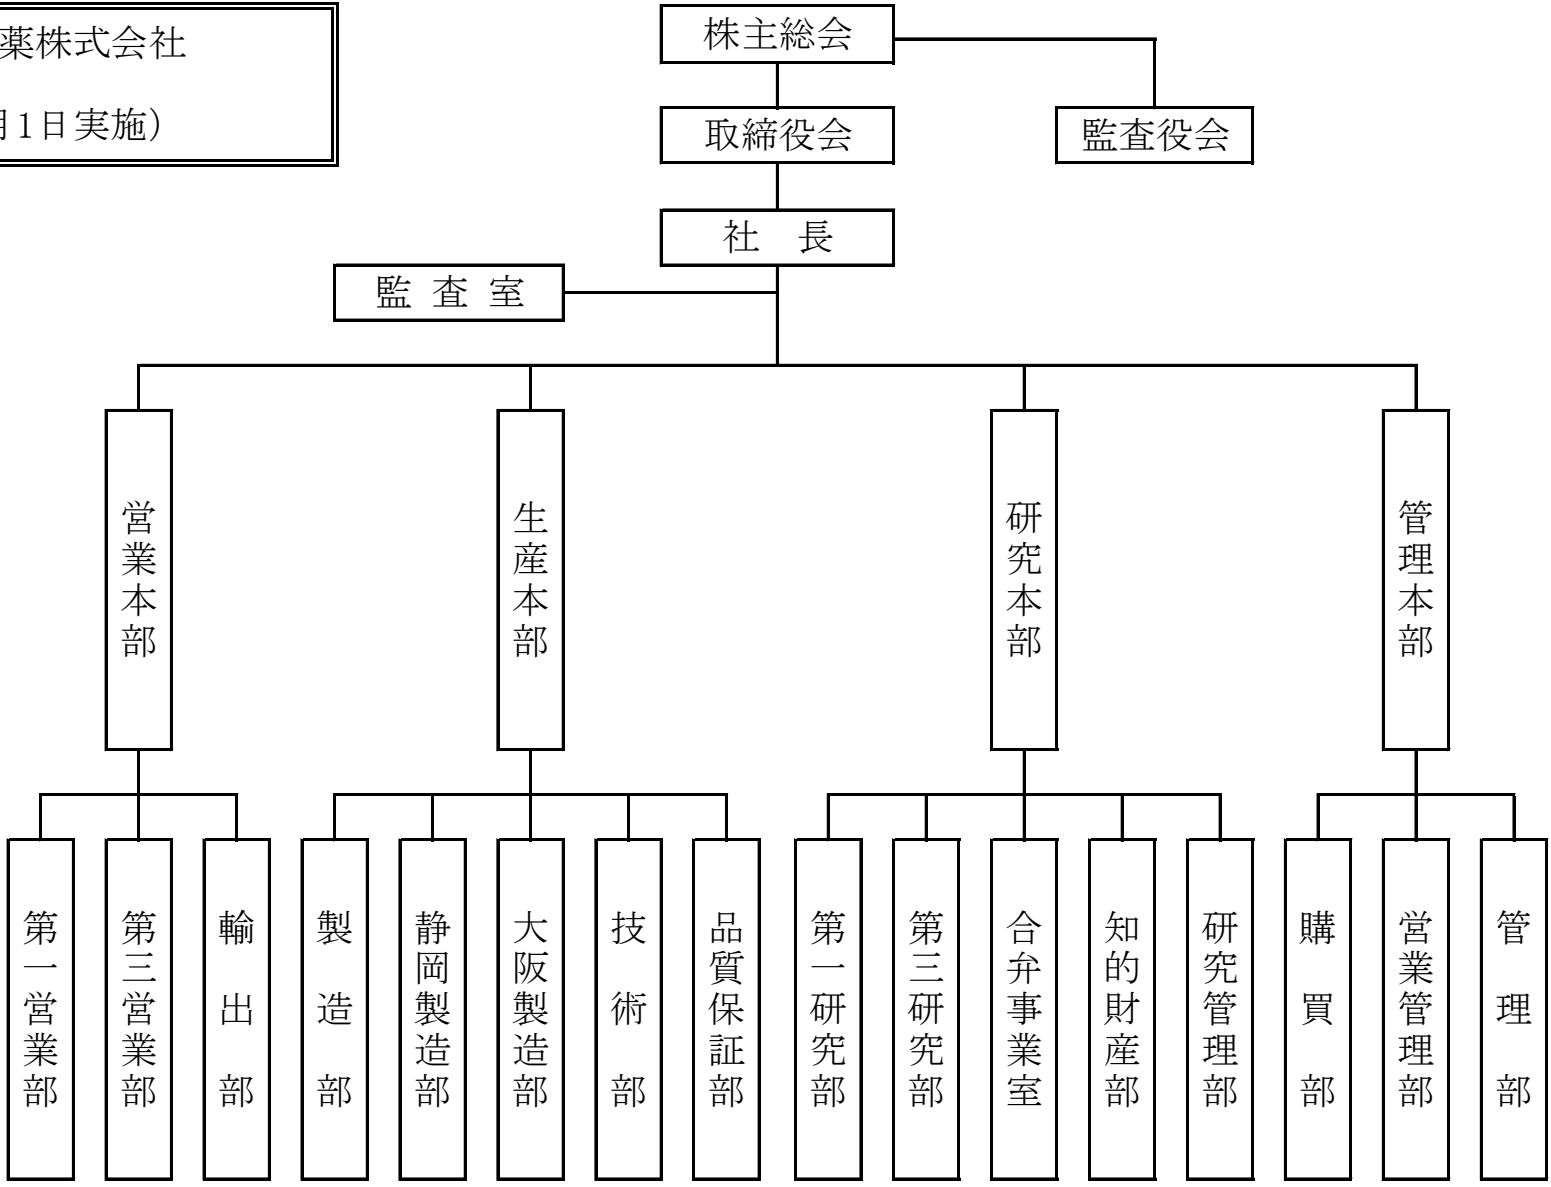 薬株式会社
月1日実施)
株主総会
取締役会
監査役会
社 長
監 査 室
営業本部
生産本部
研究本部
管理本部
第一営業部
第三営業部
輸出部
製造部
静岡製造部
大阪製造部
技術部
品質保証部
第一研究部
第三研究部
合弁事業室
知的財産部
研究管理部
購買部
営業管理部
管理部